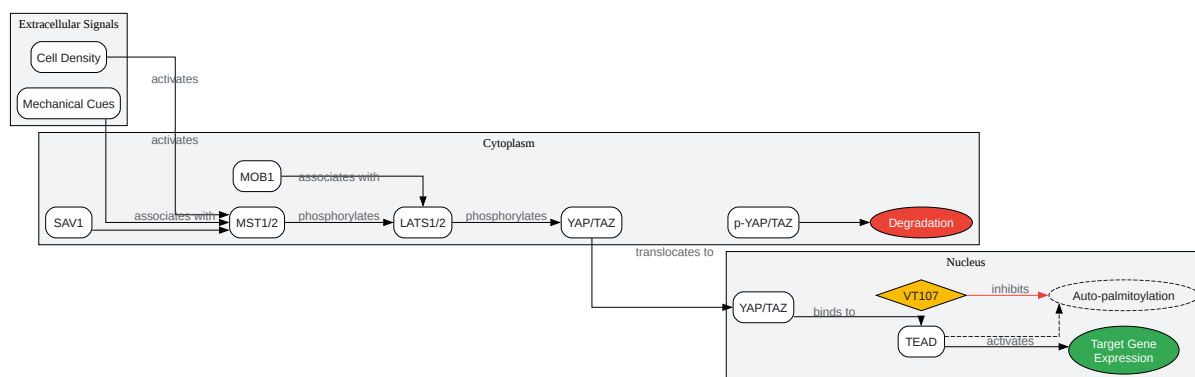 Extracellular Signals
Cell Density
activates
Mechanical Cues
activates
Cytoplasm
MOB1
associates with
SAV1
associates with
MST1/2
phosphorylates
LATS1/2
phosphorylates
YAP/TAZ
p-YAP/TAZ
Degradation
translocates to
Nucleus
VT107
inhibits
Auto-palmitoylation
YAP/TAZ
binds to
TEAD
activates
Target Gene
Expression